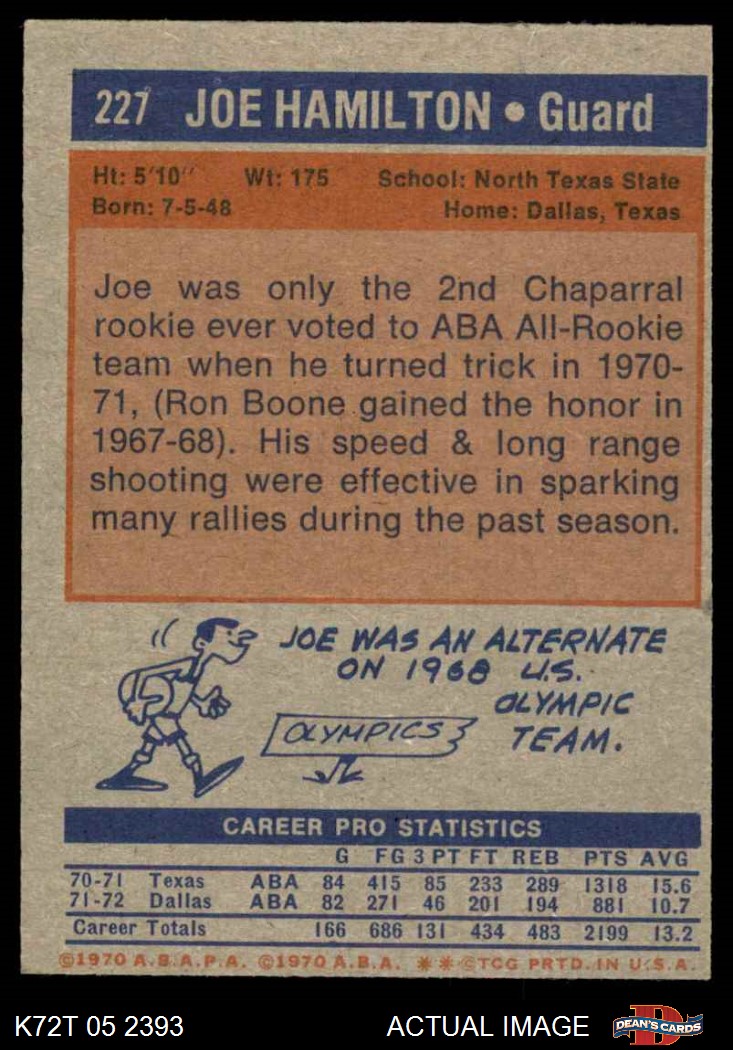 227 JOE HAMILTON • Guard
Ht: 5'10" Wt: 175 School: North Texas State
Born: 7-5-48 Home: Dallas, Texas
Joe was only the 2nd Chaparral
rookie ever voted to ABA All-Rookie
team when he turned trick in 1970-
71, (Ron Boone gained the honor in
1967-68). His speed & long range
shooting were effective in sparking
many rallies during the past season.
JOE WAS AN ALTERNATE
ON 1968 U.S.
OLYMPIC
TEAM.
OLYMPICS
CAREER PRO STATISTICS
G FG 3 PT FT REB PTS AVG
70-71 Texas ABA 84 415 85 233 289 1318 15.6
71-72 Dallas ABA 82 271 46 201 194 881 10.7
Career Totals 166 686 131 434 483 2199 13.2
©1970 A.B.A.P.A. ©1970 A.B.A. ** ©TCG PRTD. IN U.S.A.
K72T 05 2393 ACTUAL IMAGE D DEAN'S CARDS